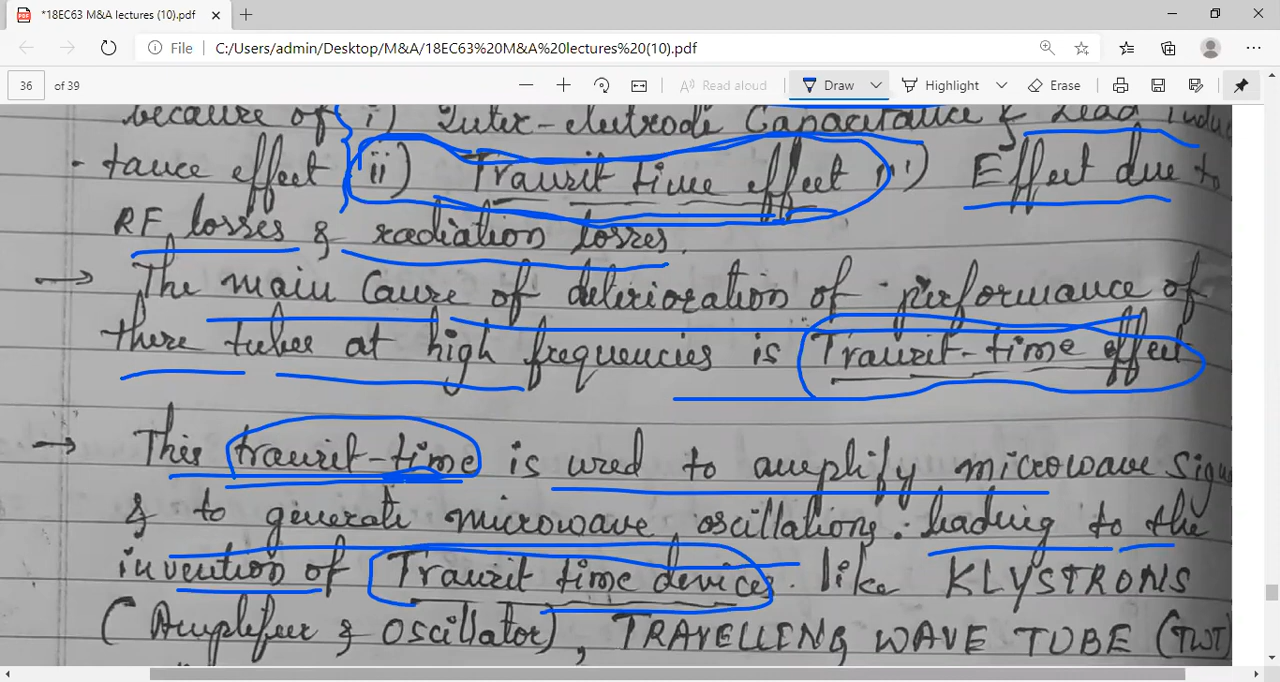 *18EC63 M&A lectures (10).pdf
File C:/Users/admin/Desktop/M&A/18EC63%20M&A%20lectures%20(10).pdf
36 of 39 Read aloud Draw Highlight Erase
because of i) Inter-electrode Capacitance & Lead induc
-tance effect ii) Transit time effect iii) Effect due to
RF losses & radiation losses.
→ The main Cause of deterioration of performance of
these tubes at high frequencies is Transit-time effect
→ This transit-time is used to amplify microwave Sign
& to generate microwave oscillations. leading to the
invention of Transit time devices. like KLYSTRONS
(Amplifier & Oscillator), TRAVELLING WAVE TUBE (TWT)